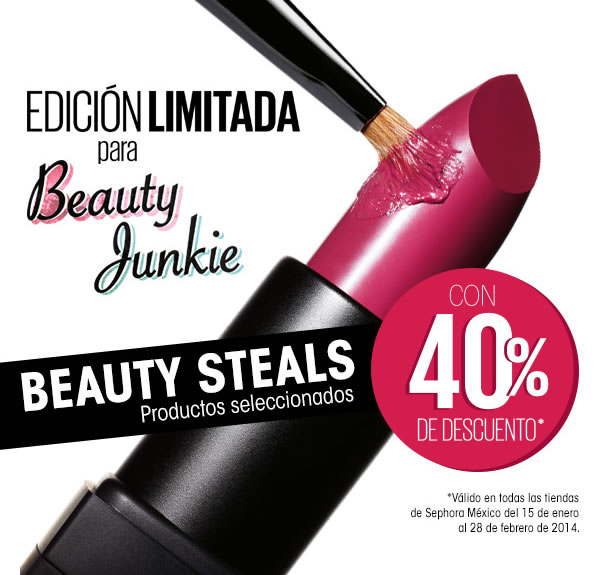 EDICIÓN LIMITADA
para
Beauty
Junkie
BEAUTY STEALS
Productos seleccionados
CON
40%
DE DESCUENTO*
*Válido en todas las tiendas
de Sephora México del 15 de enero
al 28 de febrero de 2014.